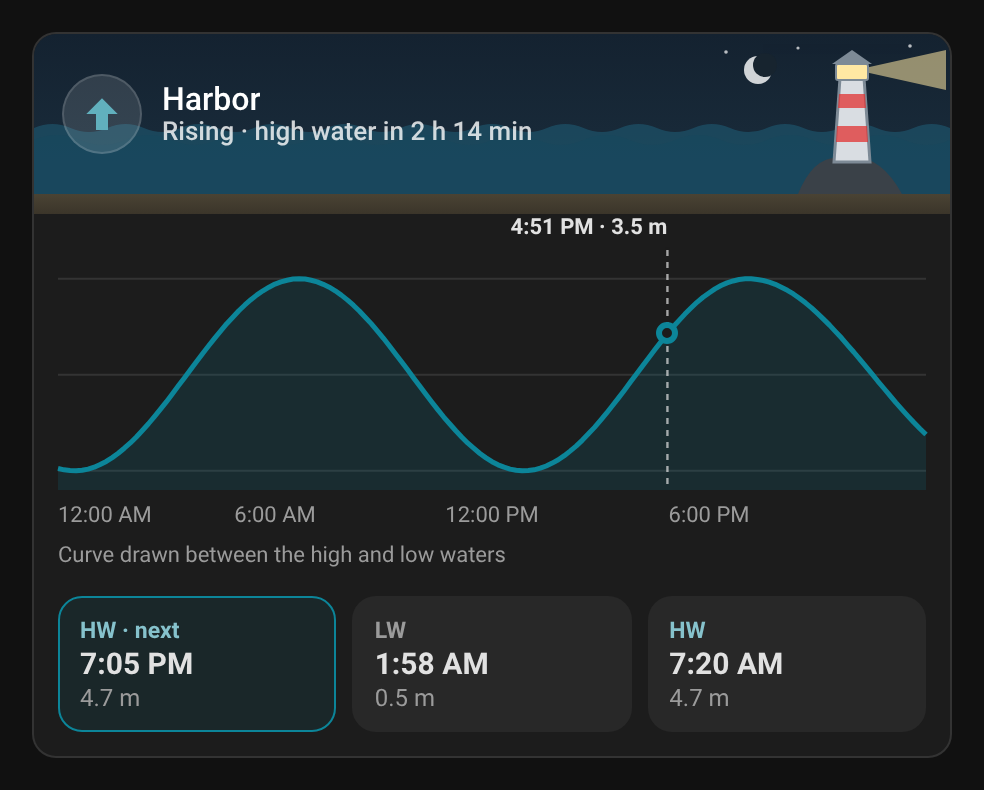 Harbor
Rising · high water in 2 h 14 min
4:51 PM · 3.5 m
12:00 AM 6:00 AM 12:00 PM 6:00 PM
Curve drawn between the high and low waters
HW · next
7:05 PM
4.7 m
LW
1:58 AM
0.5 m
HW
7:20 AM
4.7 m